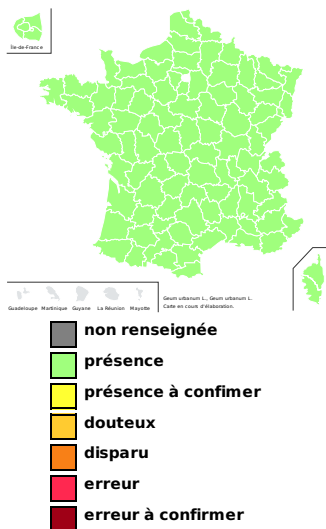 Île-de-France
Guadeloupe Martinique Guyane La Réunion Mayotte
Geum urbanum L., Geum urbanum L.
Carte en cours d'élaboration.
non renseignée
présence
présence à confimer
douteux
disparu
erreur
erreur à confirmer